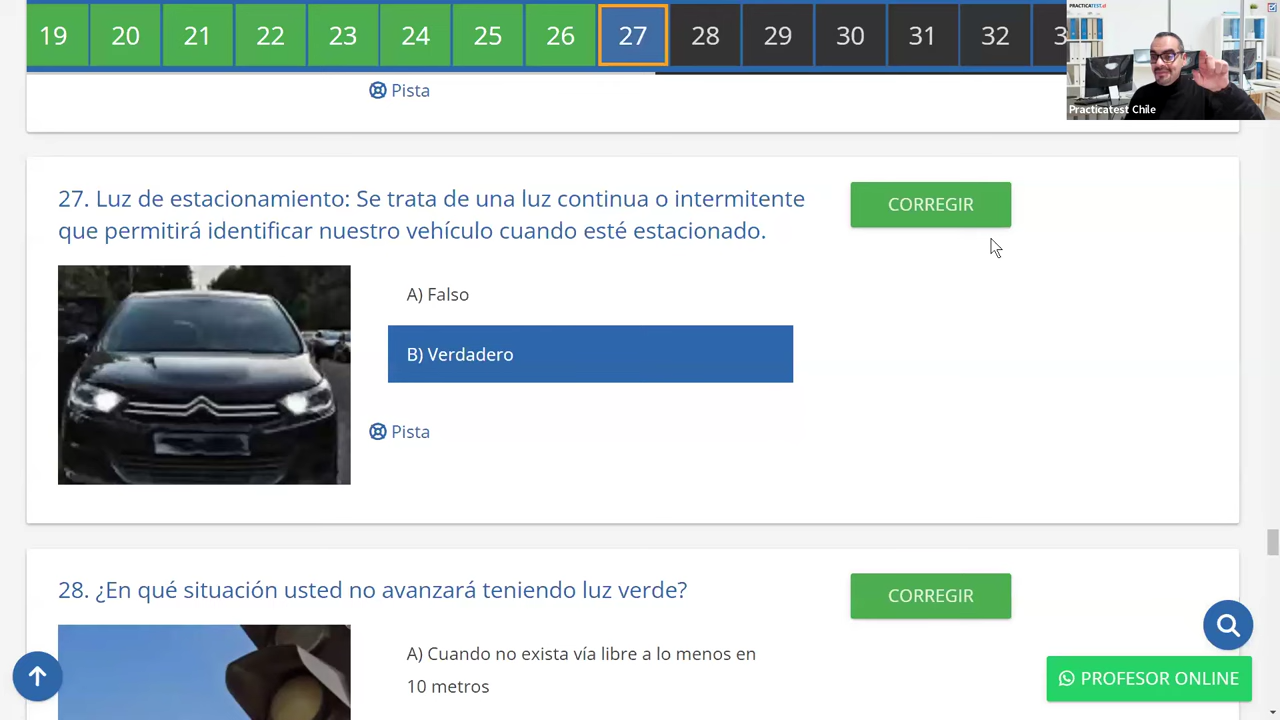 19 20 21 22 23 24 25 26 27 28 29 30 31 32
PRACTICATEST.cl
Practicatest Chile
Pista
27. Luz de estacionamiento: Se trata de una luz continua o intermitente
que permitirá identificar nuestro vehículo cuando esté estacionado.
CORREGIR
A) Falso
B) Verdadero
Pista
28. ¿En qué situación usted no avanzará teniendo luz verde?
CORREGIR
A) Cuando no exista vía libre a lo menos en
10 metros
PROFESOR ONLINE